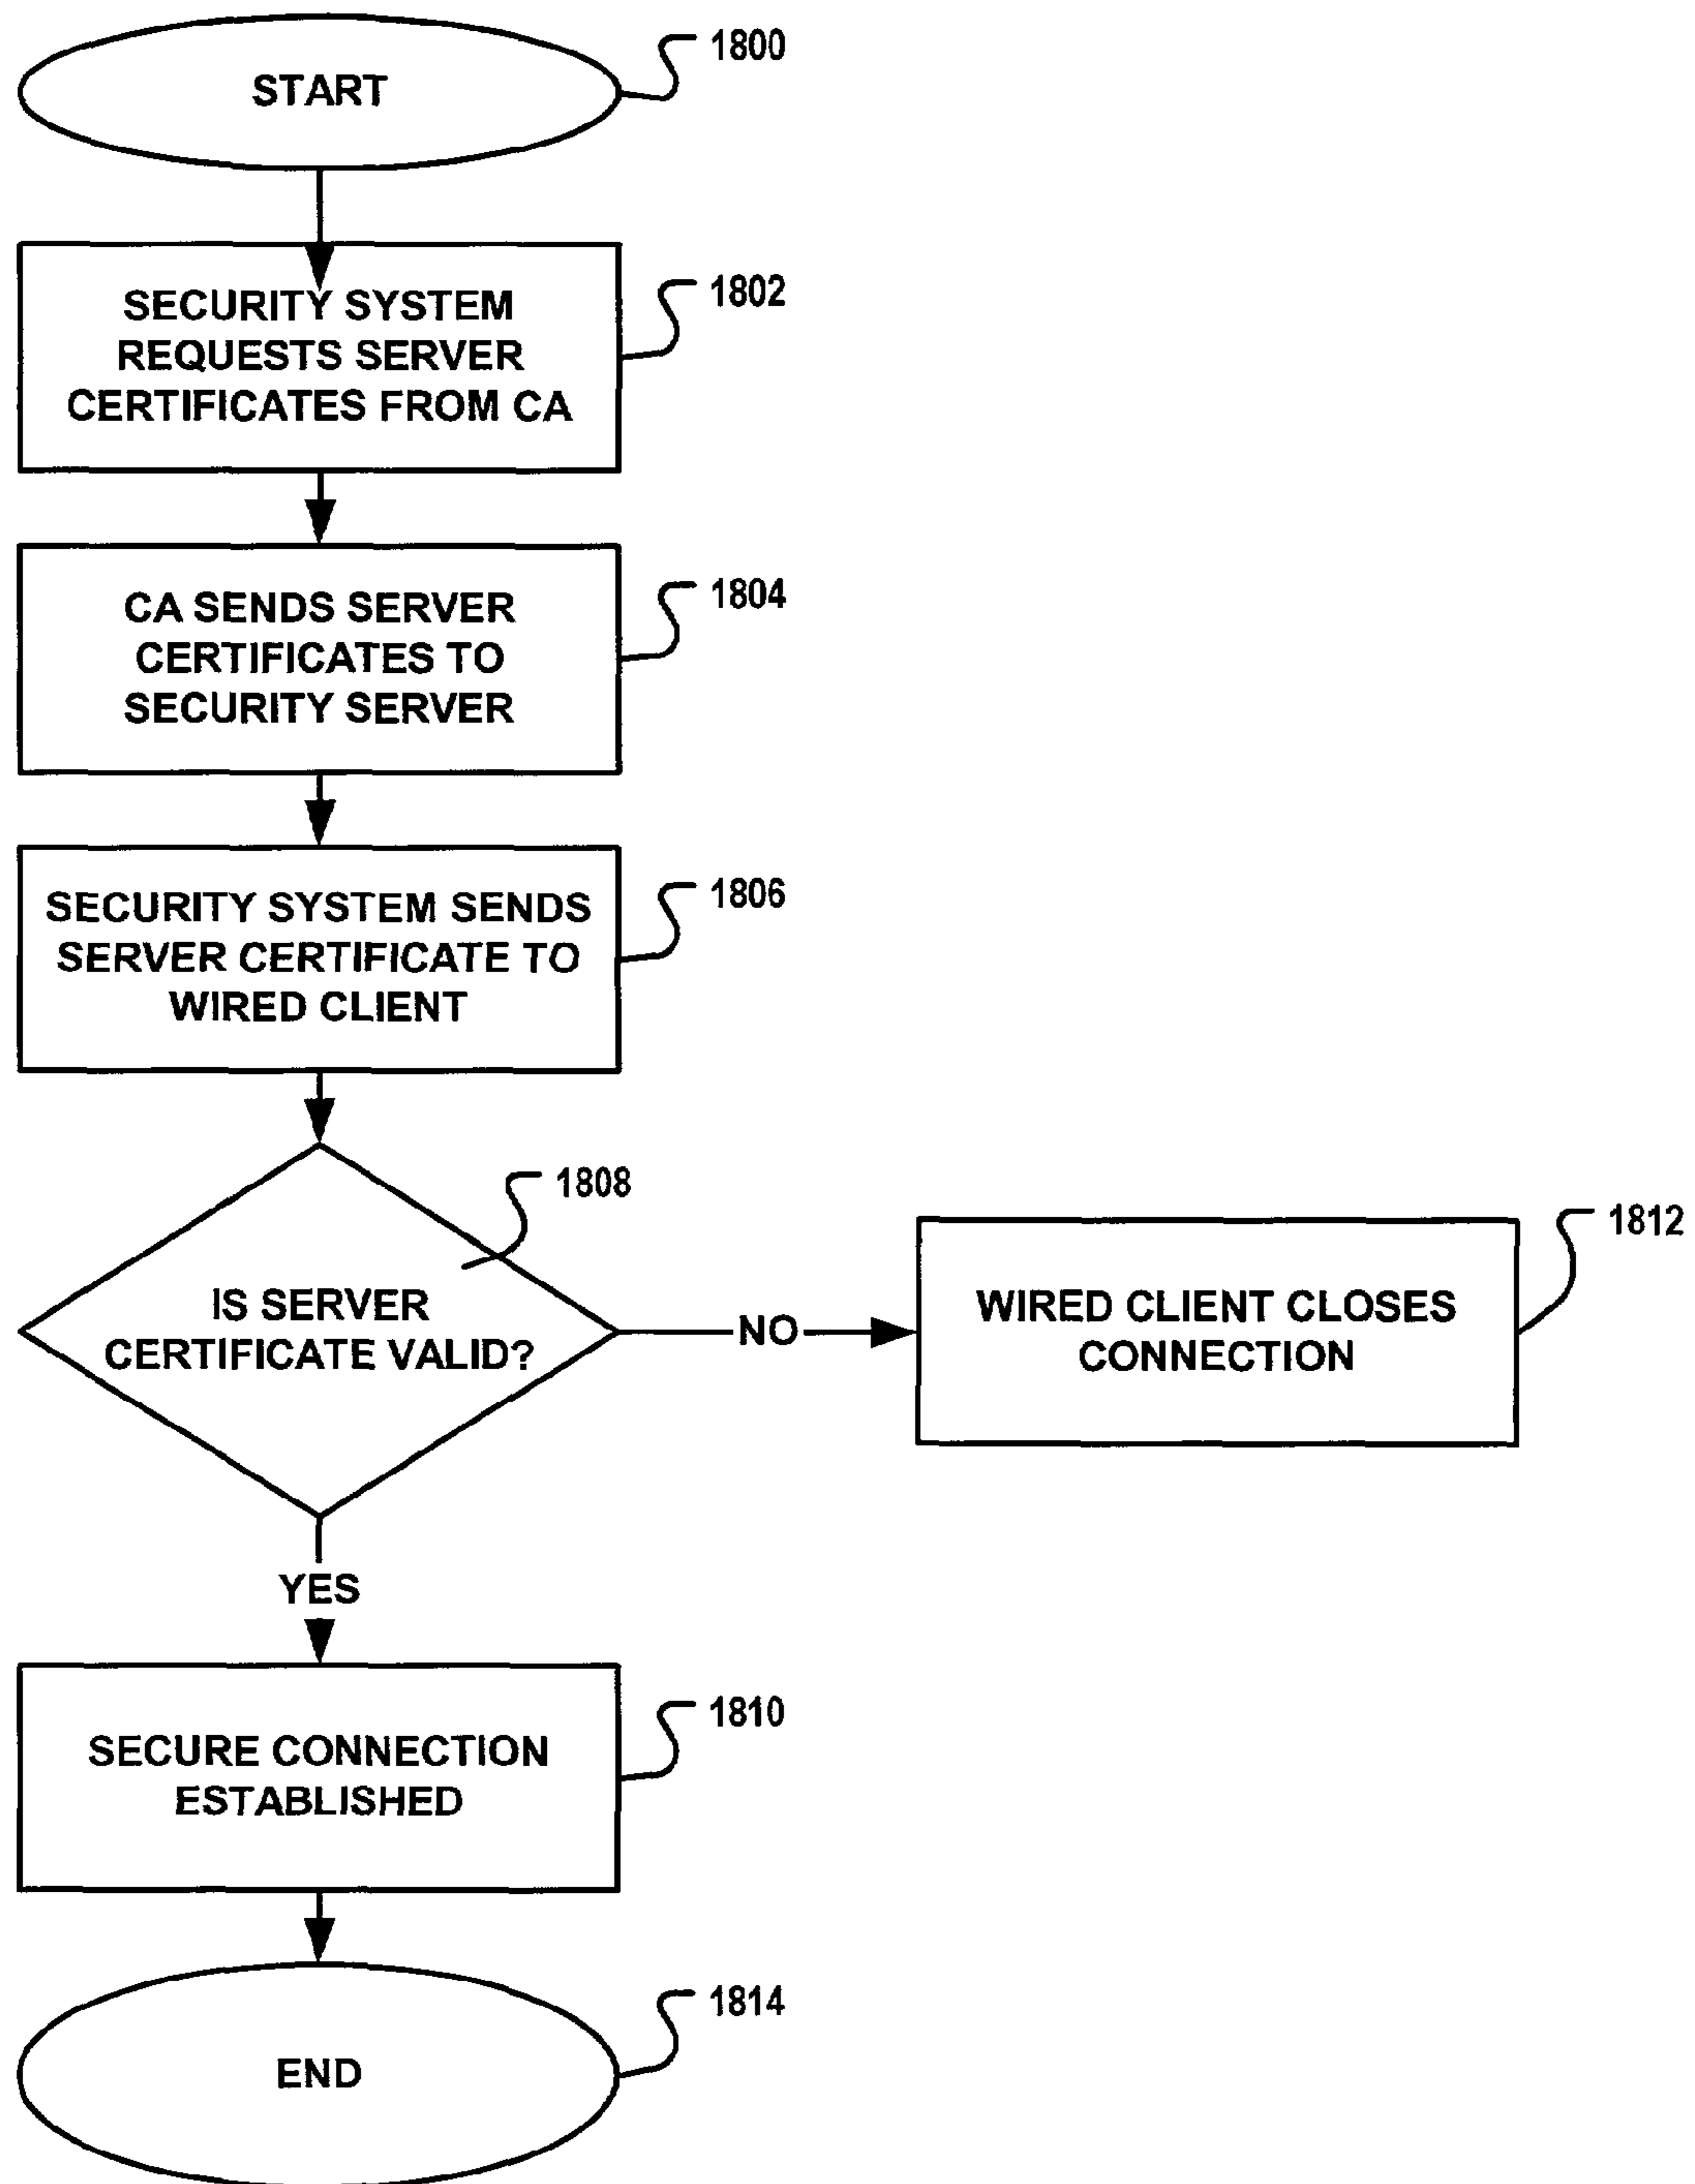 START
1800
SECURITY SYSTEM
REQUESTS SERVER
CERTIFICATES FROM CA
1802
CA SENDS SERVER
CERTIFICATES TO
SECURITY SERVER
1804
SECURITY SYSTEM SENDS
SERVER CERTIFICATE TO
WIRED CLIENT
1806
IS SERVER
CERTIFICATE VALID?
1808
NO
WIRED CLIENT CLOSES
CONNECTION
1812
YES
SECURE CONNECTION
ESTABLISHED
1810
END
1814